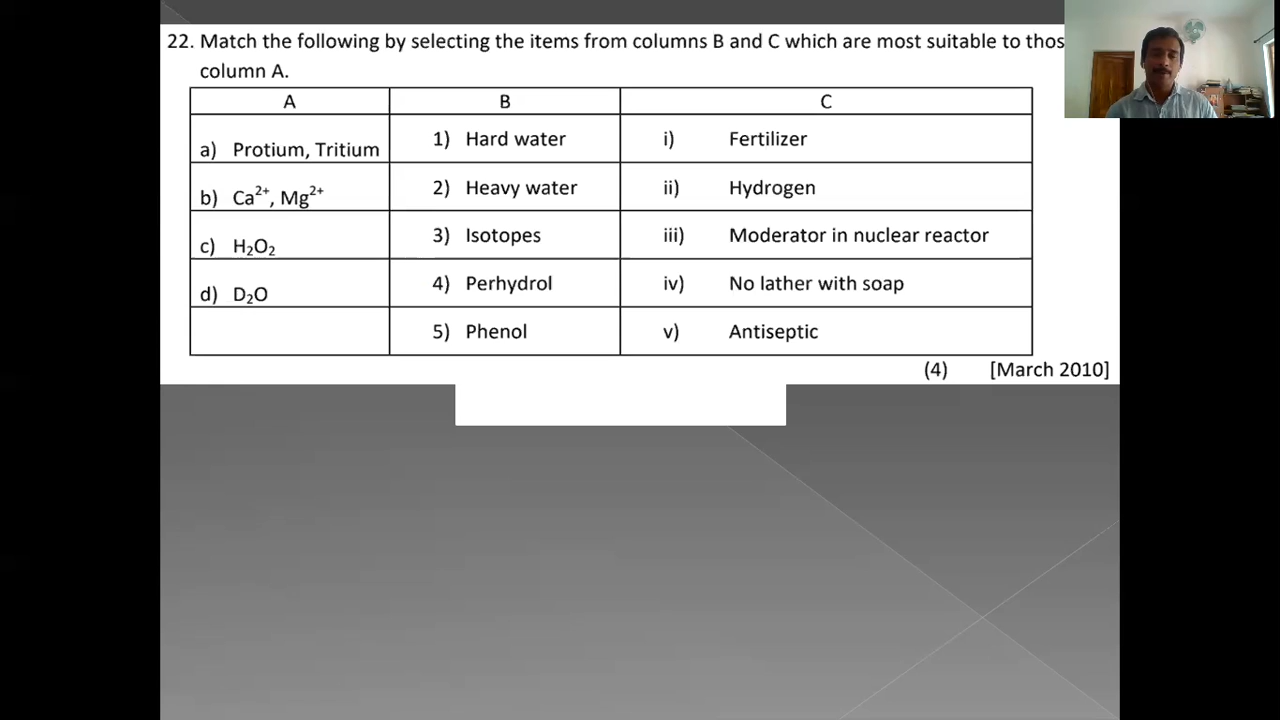 22. Match the following by selecting the items from columns B and C which are most suitable to thos
column A.
A B C
a) Protium, Tritium 1) Hard water i) Fertilizer
b) Ca²⁺, Mg²⁺ 2) Heavy water ii) Hydrogen
c) H₂O₂ 3) Isotopes iii) Moderator in nuclear reactor
d) D₂O 4) Perhydrol iv) No lather with soap
5) Phenol v) Antiseptic
(4) [March 2010]